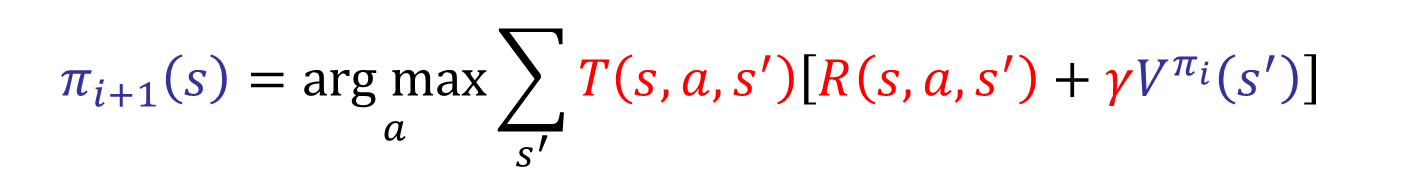 π_{i+1}(s) = arg max_a ∑_{s′} T(s, a, s′)[R(s, a, s′) + γV^{π_i}(s′)]